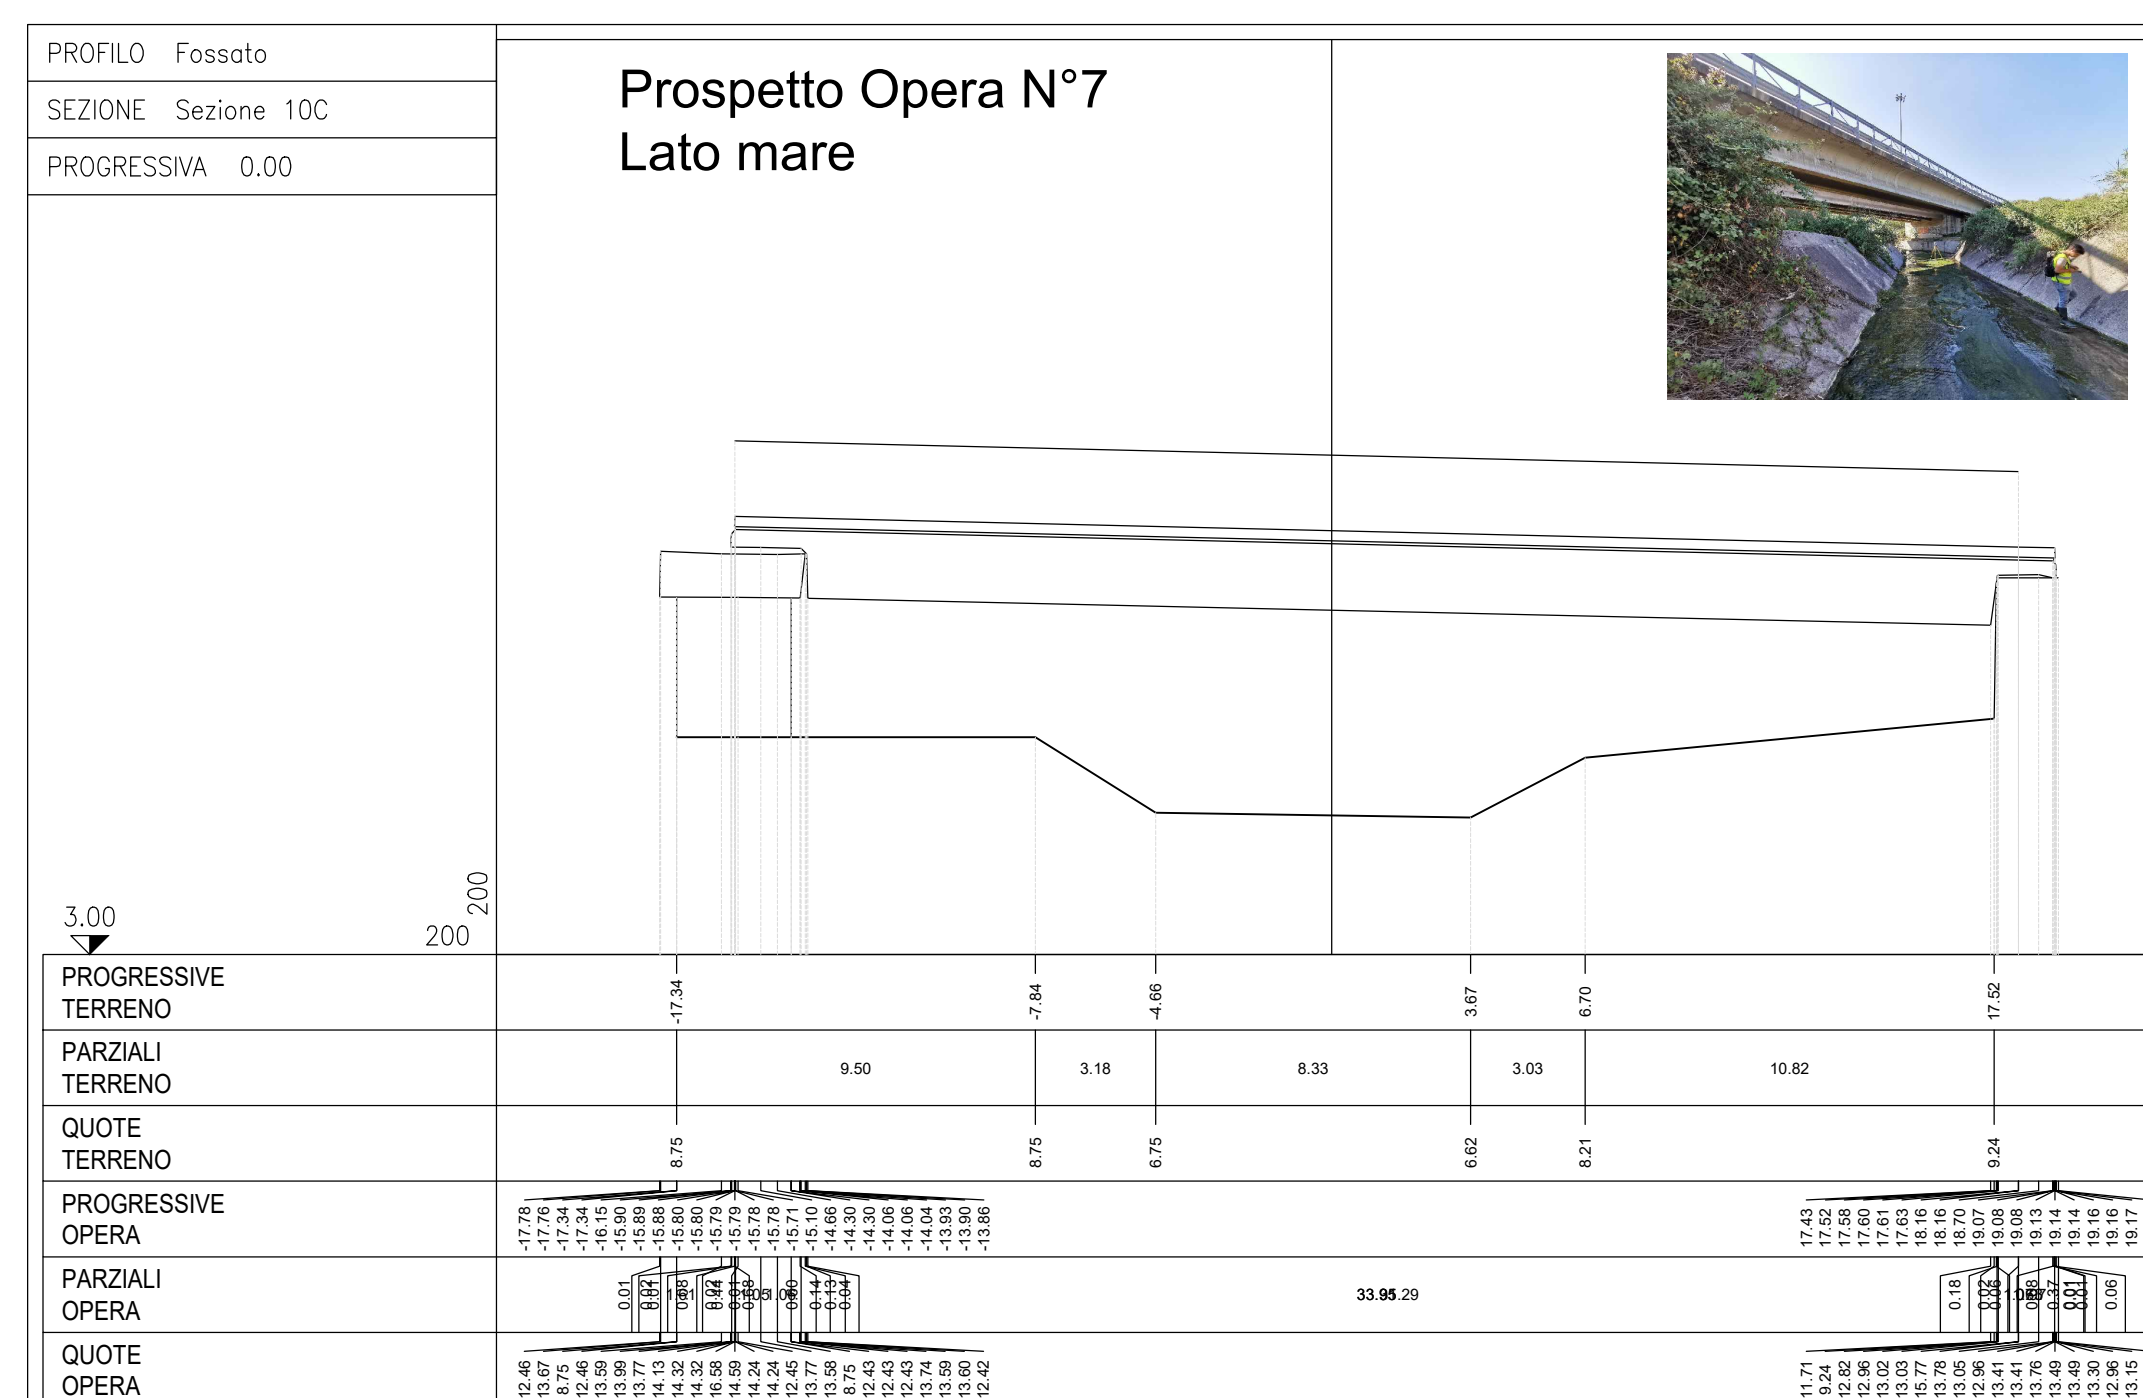 PROFILO Fossato
SEZIONE Sezione 10C
PROGRESSIVA 0.00
Prospetto Opera N°7
Lato mare
3.00
200
200
PROGRESSIVE
TERRENO
-17.34 -7.84 -4.66 3.67 6.70 17.52
PARZIALI
TERRENO
9.50 3.18 8.33 3.03 10.82
QUOTE
TERRENO
8.75 8.75 6.75 6.62 8.21 9.24
PROGRESSIVE
OPERA
-17.78 -17.76 -17.34 -17.34 -16.15 -15.90 -15.89 -15.88 -15.80 -15.80 -15.79 -15.79 -15.78 -15.78 -15.71 -15.10 -14.66 -14.30 -14.30 -14.06 -14.06 -14.04 -13.93 -13.90 -13.86 17.43 17.52 17.58 17.60 17.61 17.63 18.16 18.16 18.70 19.07 19.08 19.08 19.13 19.14 19.14 19.16 19.16 19.17
PARZIALI
OPERA
0.01 0.14 0.13 0.04 0.18 0.37 0.06
QUOTE
OPERA
12.46 13.67 8.75 12.46 13.59 13.99 13.77 14.13 14.32 14.32 16.58 14.59 14.24 14.24 12.45 13.77 13.58 8.75 12.43 12.43 12.43 13.74 13.59 13.60 12.42 11.71 9.24 12.82 12.96 13.02 13.03 15.77 13.78 13.05 12.96 13.41 13.41 13.76 13.49 13.49 13.30 12.96 13.15